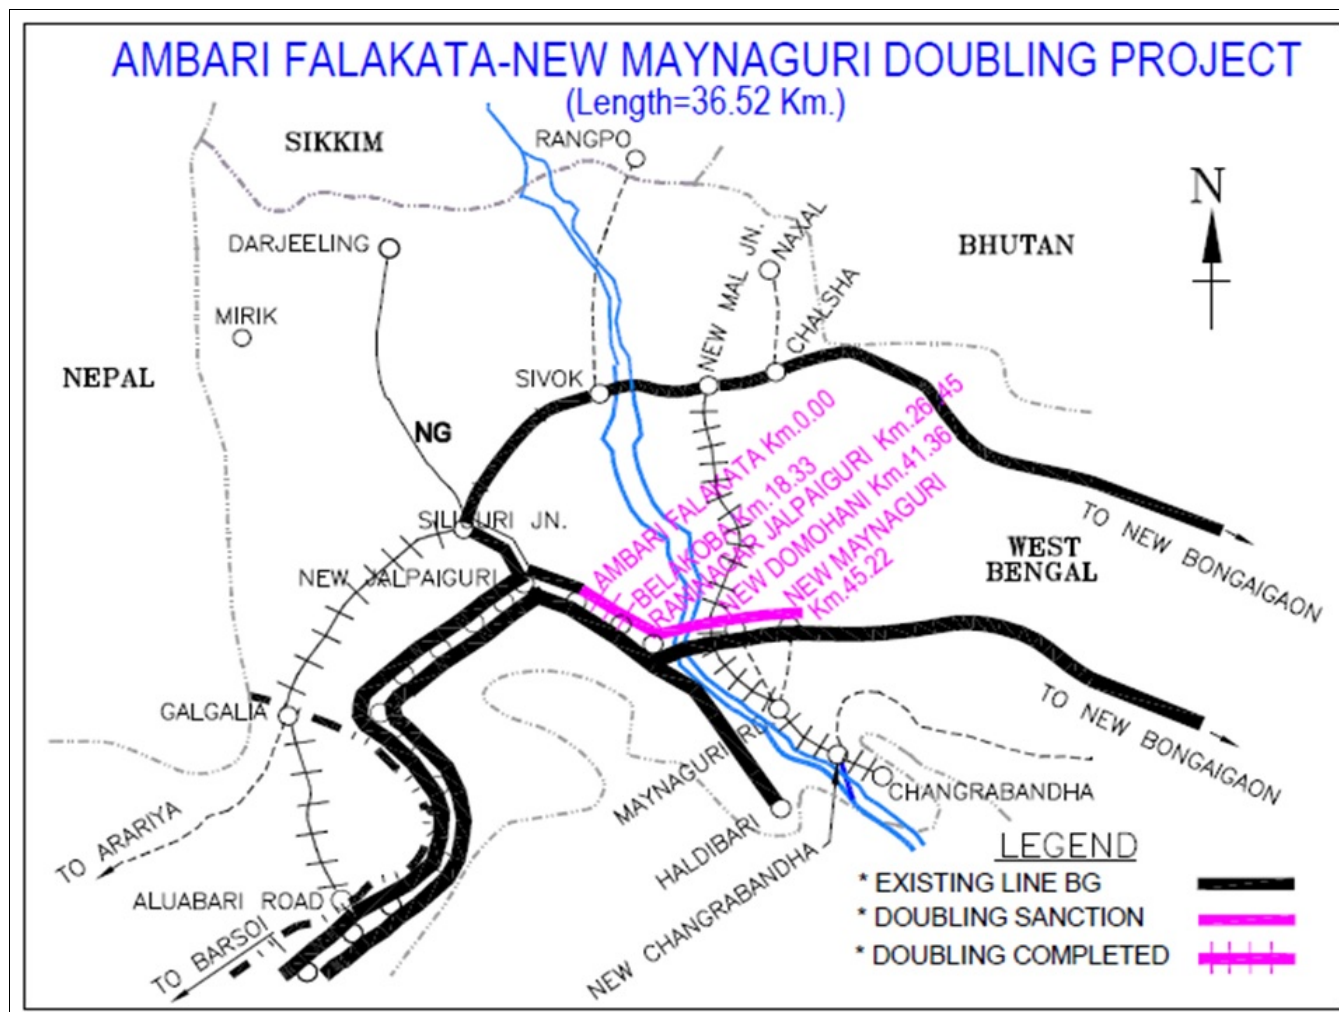 AMBARI FALAKATA-NEW MAYNAGURI DOUBLING PROJECT
(Length=36.52 Km.)
SIKKIM
RANGPO
N
DARJEELING
NEW MAL JN.
NAXAL
BHUTAN
MIRIK
CHALSHA
NEPAL
SIVOK
NG
AMBARI FALAKATA Km.0.00
BELAKOBA Km.18.33
RANINAGAR JALPAIGURI Km.26.45
NEW DOMOHANI Km.41.36
NEW MAYNAGURI
Km.45.22
SILIGURI JN.
TO NEW BONGAIGAON
WEST
BENGAL
NEW JALPAIGURI
GALGALIA
TO NEW BONGAIGAON
MAYNAGURI RD
CHANGRABANDHA
TO ARARIYA
HALDIBARI
NEW CHANGRABANDHA
ALUABARI ROAD
TO BARSOI
LEGEND
* EXISTING LINE BG
* DOUBLING SANCTION
* DOUBLING COMPLETED